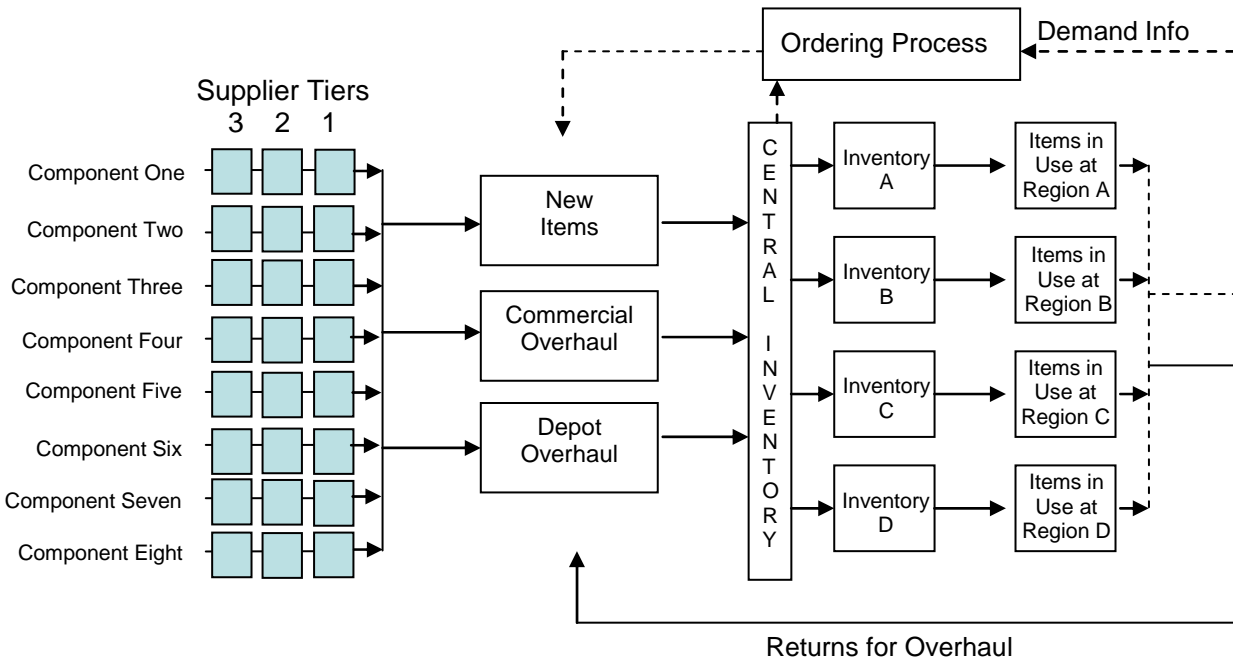 Ordering Process
Demand Info
Supplier Tiers
3 2 1
Component One
Component Two
Component Three
Component Four
Component Five
Component Six
Component Seven
Component Eight
New
Items
Commercial
Overhaul
Depot
Overhaul
CENTRAL INVENTORY
Inventory
A
Inventory
B
Inventory
C
Inventory
D
Items in
Use at
Region A
Items in
Use at
Region B
Items in
Use at
Region C
Items in
Use at
Region D
Returns for Overhaul